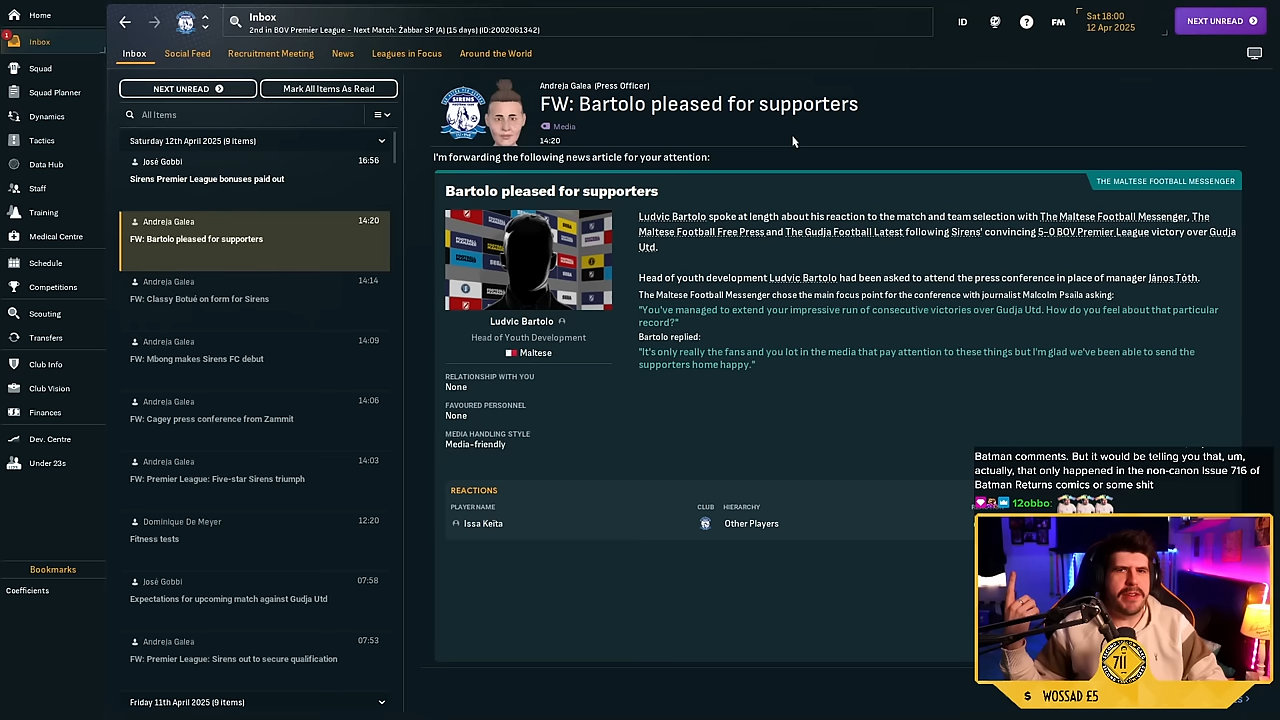 Home
Inbox
1
Squad
Squad Planner
Dynamics
Tactics
Data Hub
Staff
Training
Medical Centre
Schedule
Competitions
Scouting
Transfers
Club Info
Club Vision
Finances
Dev. Centre
Under 23s
Bookmarks
Coefficients
Inbox
2nd in BOV Premier League - Next Match: Żabbar SP (A) (15 days) (ID:2002061342)
ID
?
FM
Sat 18:00
12 Apr 2025
NEXT UNREAD
Inbox Social Feed Recruitment Meeting News Leagues in Focus Around the World
NEXT UNREAD
Mark All Items As Read
All Items
Saturday 12th April 2025 (9 items)
José Gobbi 16:56
Sirens Premier League bonuses paid out
Andreja Galea 14:20
FW: Bartolo pleased for supporters
Andreja Galea 14:14
FW: Classy Botué on form for Sirens
Andreja Galea 14:09
FW: Mbong makes Sirens FC debut
Andreja Galea 14:06
FW: Cagey press conference from Zammit
Andreja Galea 14:03
FW: Premier League: Five-star Sirens triumph
Dominique De Meyer 12:20
Fitness tests
José Gobbi 07:58
Expectations for upcoming match against Gudja Utd
Andreja Galea 07:53
FW: Premier League: Sirens out to secure qualification
Friday 11th April 2025 (9 items)
Andreja Galea (Press Officer)
FW: Bartolo pleased for supporters
Media
14:20
I'm forwarding the following news article for your attention:
THE MALTESE FOOTBALL MESSENGER
Bartolo pleased for supporters
Ludvic Bartolo
Head of Youth Development
Maltese
RELATIONSHIP WITH YOU
None
FAVOURED PERSONNEL
None
MEDIA HANDLING STYLE
Media-friendly
Ludvic Bartolo spoke at length about his reaction to the match and team selection with The Maltese Football Messenger, The
Maltese Football Free Press and The Gudja Football Latest following Sirens' convincing 5-0 BOV Premier League victory over Gudja
Utd.
Head of youth development Ludvic Bartolo had been asked to attend the press conference in place of manager János Tóth.
The Maltese Football Messenger chose the main focus point for the conference with journalist Malcolm Psaila asking:
"You've managed to extend your impressive run of consecutive victories over Gudja Utd. How do you feel about that particular
record?"
Bartolo replied:
"It's only really the fans and you lot in the media that pay attention to these things but I'm glad we've been able to send the
supporters home happy."
REACTIONS
PLAYER NAME CLUB HIERARCHY
Issa Keïta Other Players
Batman comments. But it would be telling you that, um,
actually, that only happened in the non-canon Issue 716 of
Batman Returns comics or some shit
12obbo:
$ WOSSAD £5